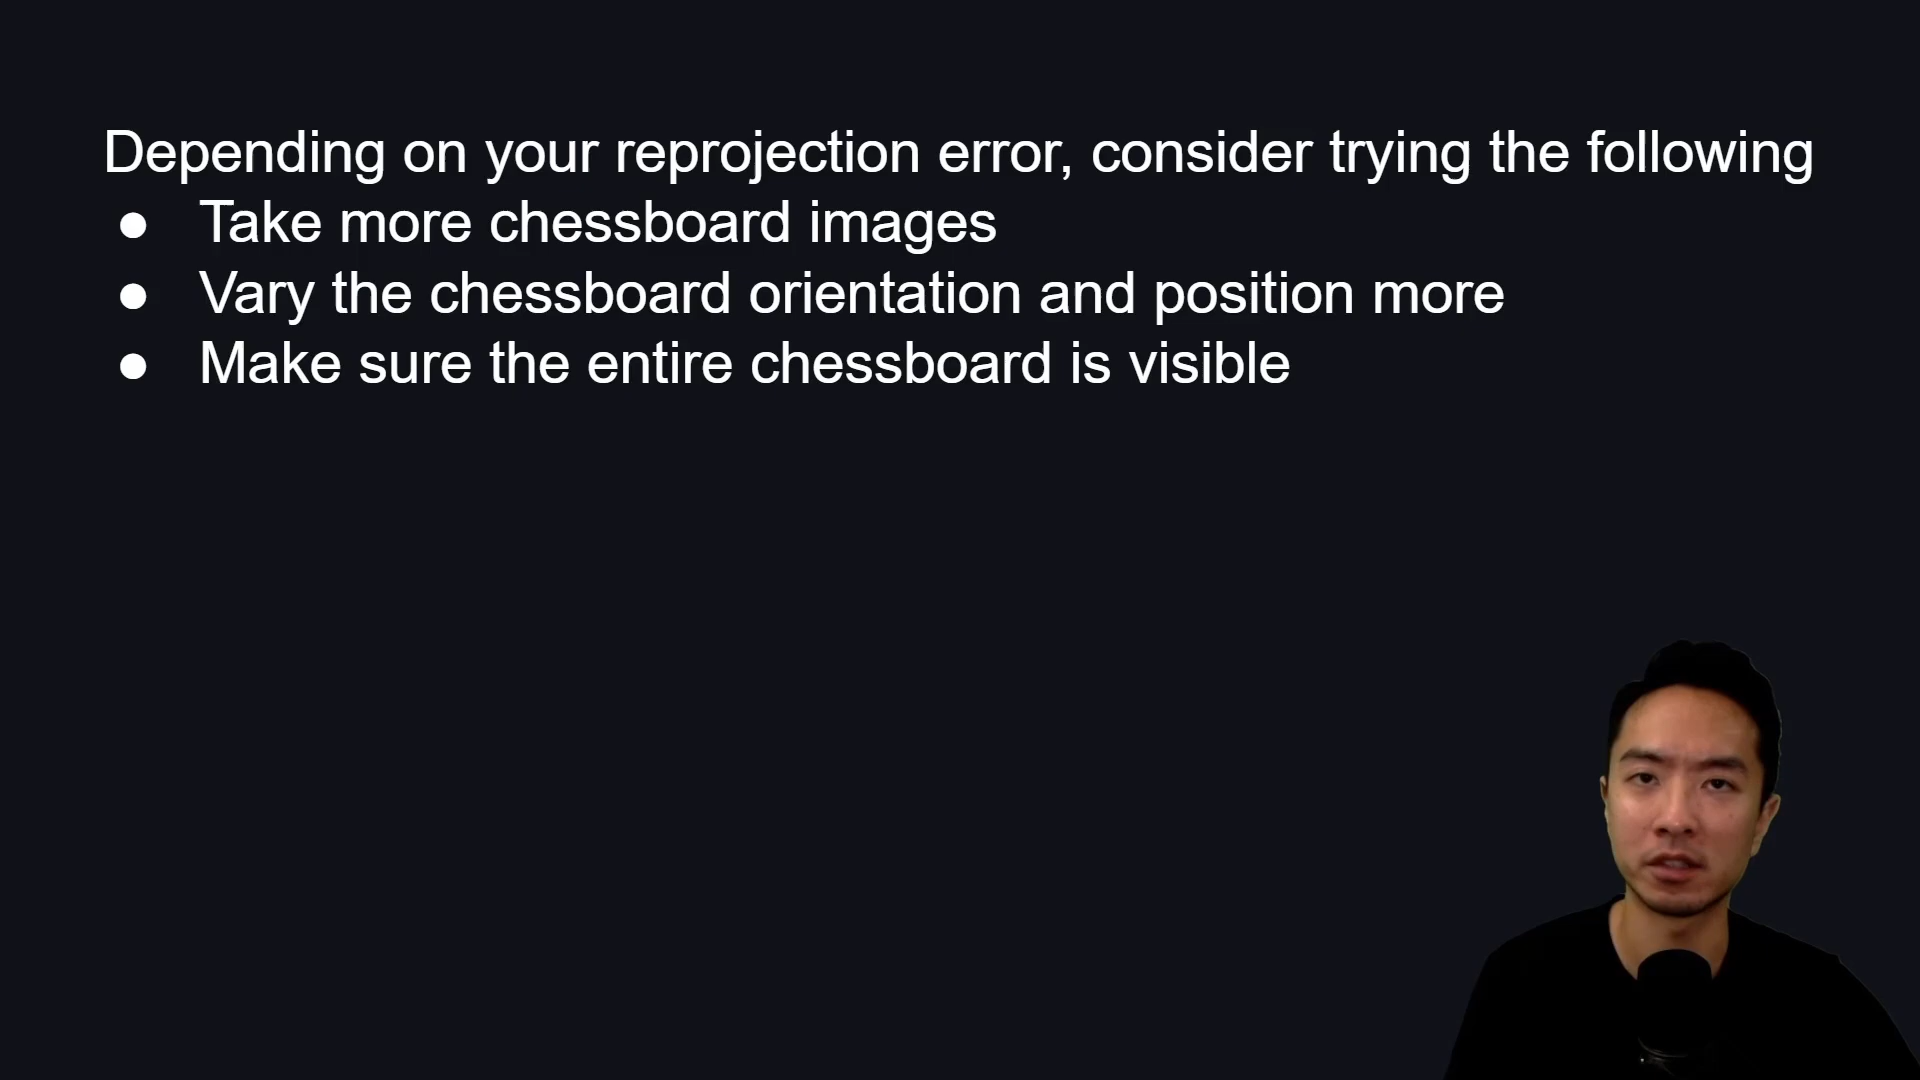 Depending on your reprojection error, consider trying the following
● Take more chessboard images
● Vary the chessboard orientation and position more
● Make sure the entire chessboard is visible